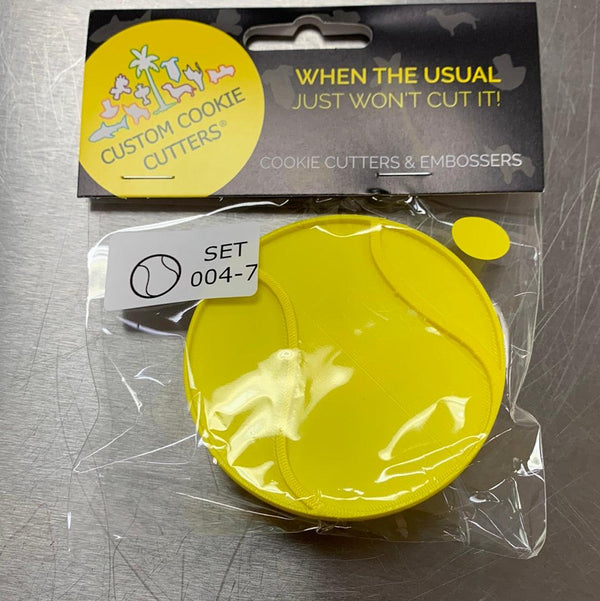 CUSTOM COOKIE
CUTTERS®
WHEN THE USUAL
JUST WON'T CUT IT!
COOKIE CUTTERS & EMBOSSERS
SET
004-7